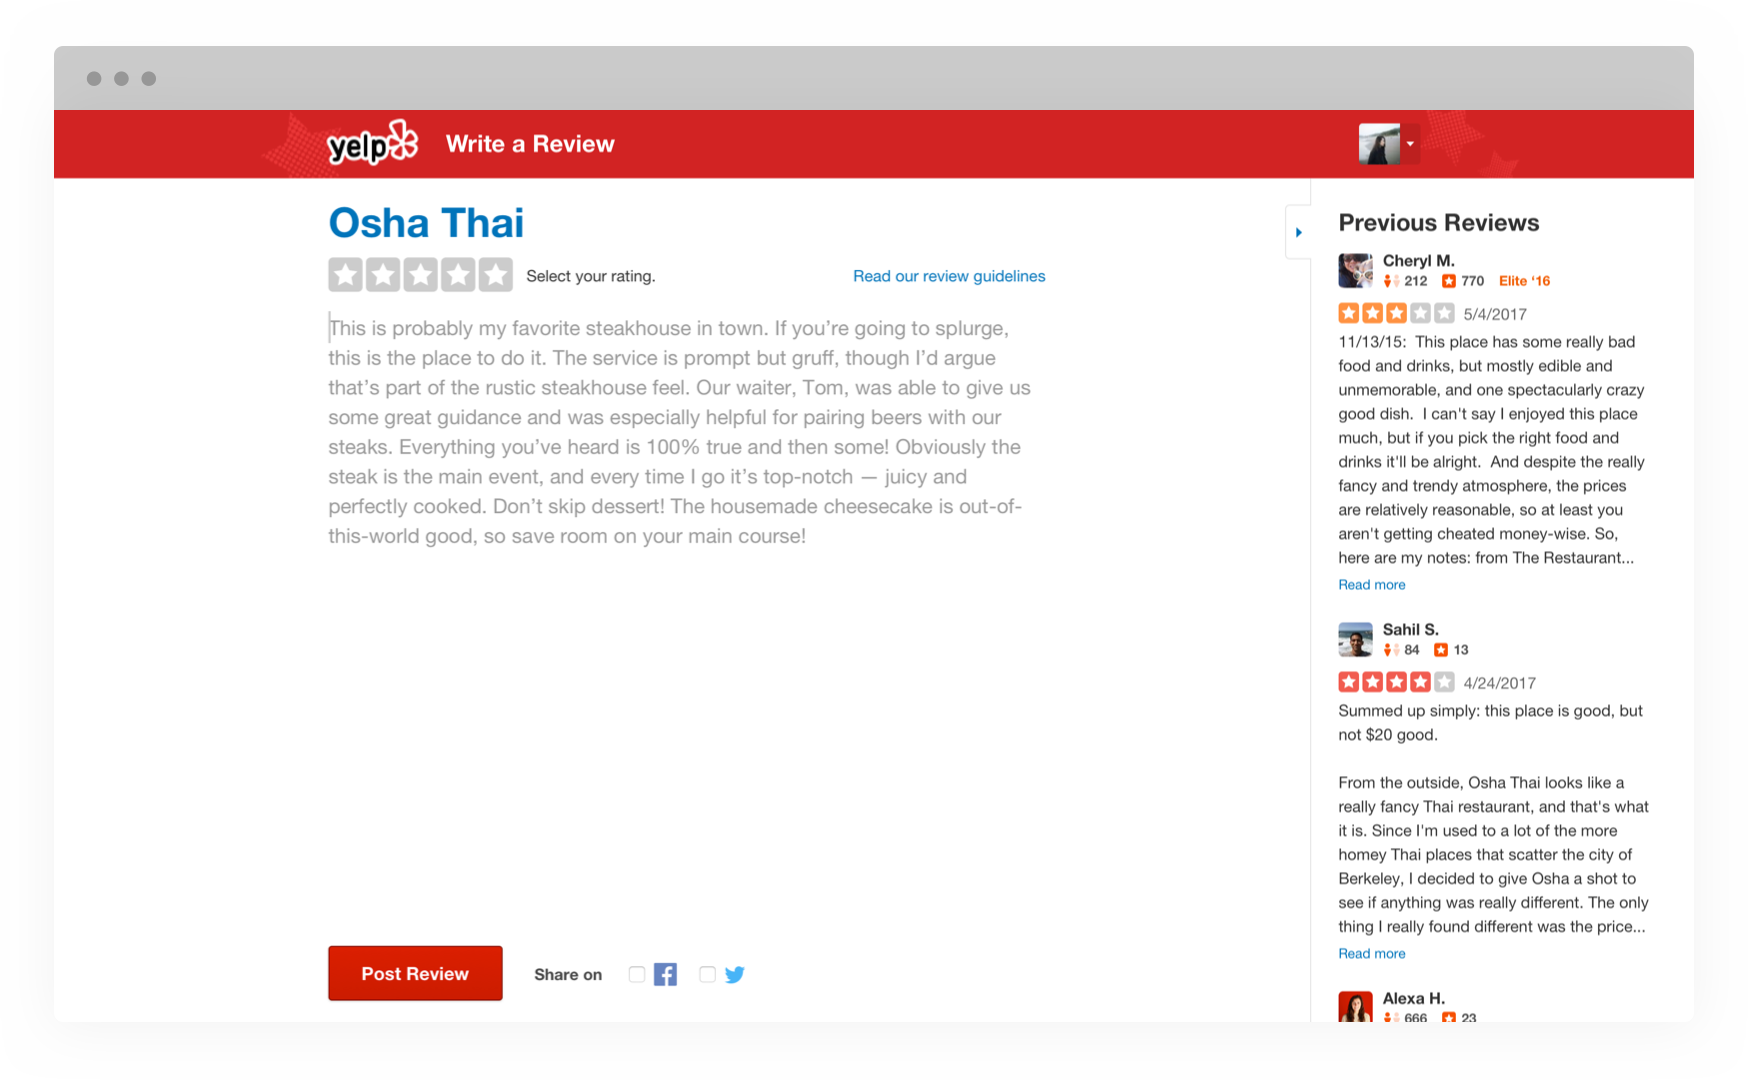 yelp
Write a Review
Osha Thai
Select your rating.
Read our review guidelines
This is probably my favorite steakhouse in town. If you’re going to splurge,
this is the place to do it. The service is prompt but gruff, though I’d argue
that’s part of the rustic steakhouse feel. Our waiter, Tom, was able to give us
some great guidance and was especially helpful for pairing beers with our
steaks. Everything you’ve heard is 100% true and then some! Obviously the
steak is the main event, and every time I go it’s top-notch — juicy and
perfectly cooked. Don’t skip dessert! The housemade cheesecake is out-of-
this-world good, so save room on your main course!
Post Review
Share on
Previous Reviews
Cheryl M.
212 770 Elite ‘16
5/4/2017
11/13/15:  This place has some really bad
food and drinks, but mostly edible and
unmemorable, and one spectacularly crazy
good dish.  I can't say I enjoyed this place
much, but if you pick the right food and
drinks it'll be alright.  And despite the really
fancy and trendy atmosphere, the prices
are relatively reasonable, so at least you
aren't getting cheated money-wise. So,
here are my notes: from The Restaurant...
Read more
Sahil S.
84 13
4/24/2017
Summed up simply: this place is good, but
not $20 good.
From the outside, Osha Thai looks like a
really fancy Thai restaurant, and that's what
it is. Since I'm used to a lot of the more
homey Thai places that scatter the city of
Berkeley, I decided to give Osha a shot to
see if anything was really different. The only
thing I really found different was the price...
Read more
Alexa H.
666 23